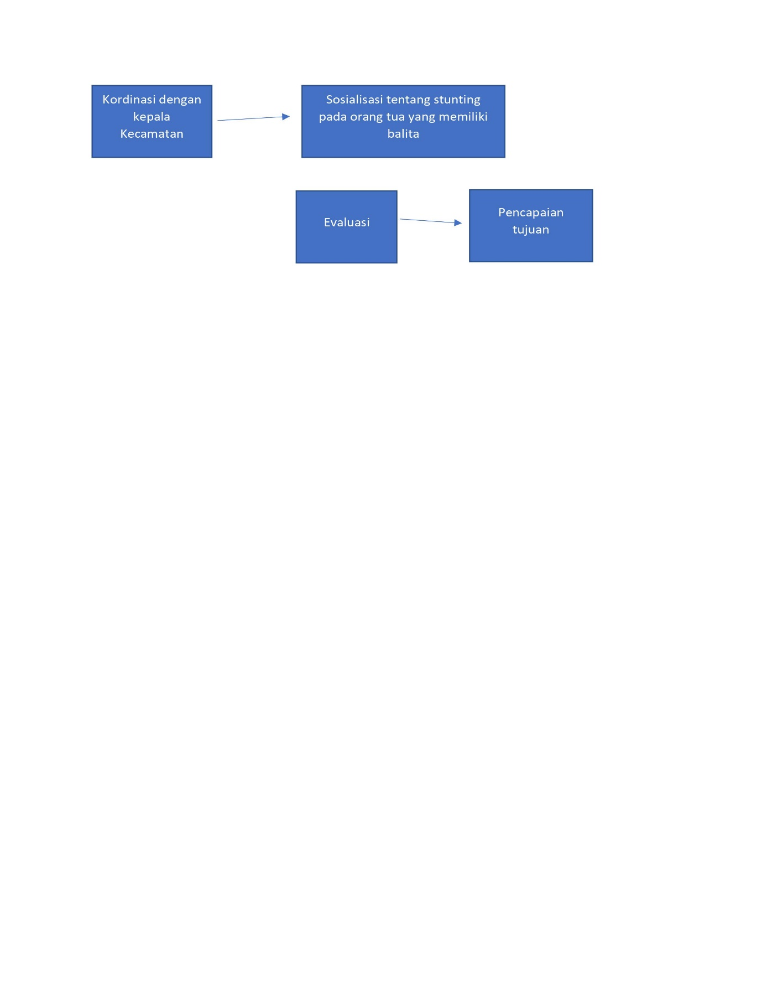 Kordinasi dengan
kepala
Kecamatan
Sosialisasi tentang stunting
pada orang tua yang memiliki
balita
Evaluasi
Pencapaian
tujuan